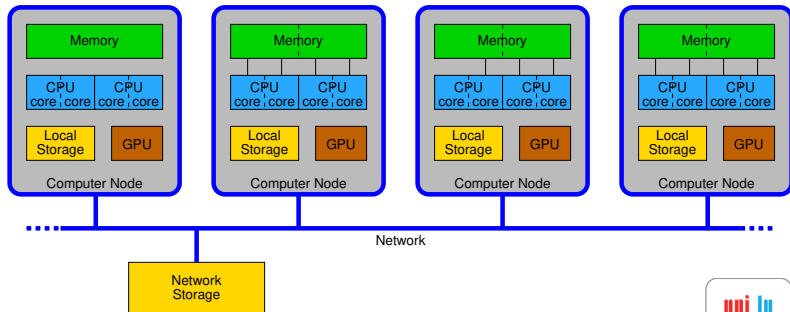 Memory
CPU CPU
core core core core
Local
Storage
GPU
Computer Node
Memory
CPU CPU
core core core core
Local
Storage
GPU
Computer Node
Memory
CPU CPU
core core core core
Local
Storage
GPU
Computer Node
Memory
CPU CPU
core core core core
Local
Storage
GPU
Computer Node
Network
Network
Storage
uni lu